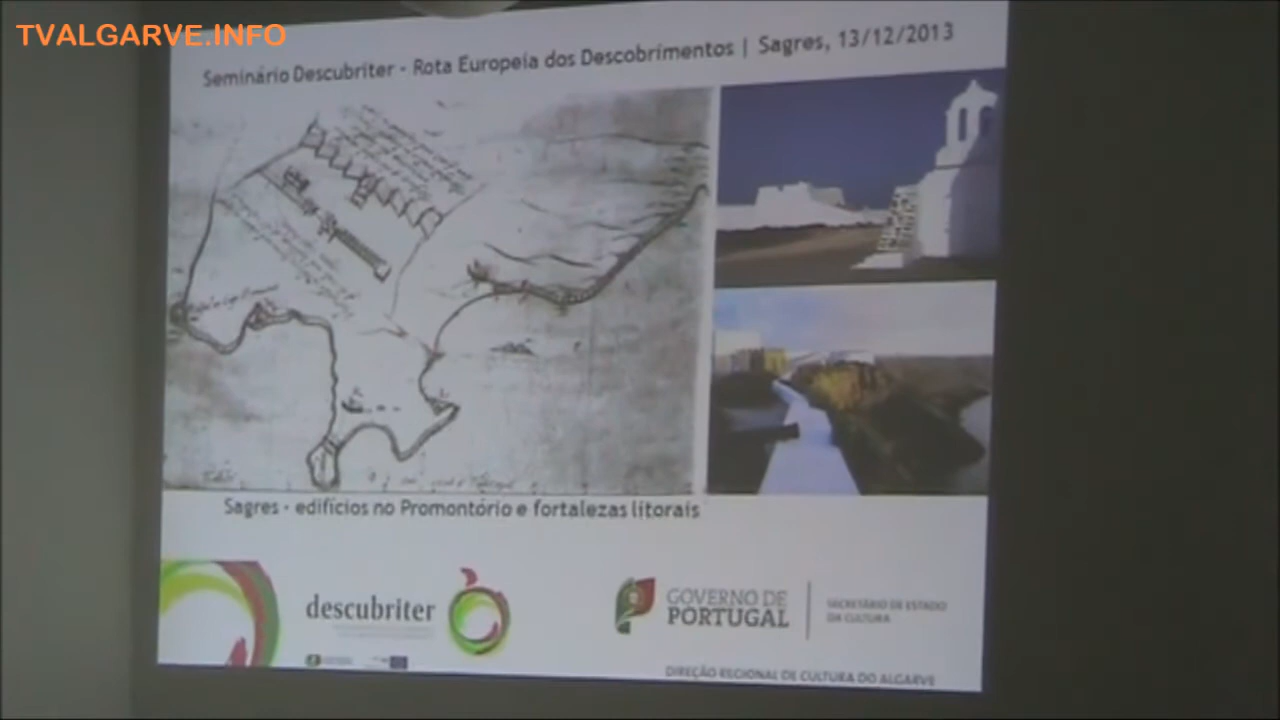 TVALGARVE.INFO
Seminário Descubriter - Rota Europeia dos Descobrimentos | Sagres, 13/12/2013
Sagres - edifícios no Promontório e fortalezas litorais
descubriter
GOVERNO DE
PORTUGAL
SECRETÁRIO DE ESTADO
DA CULTURA
DIREÇÃO REGIONAL DE CULTURA DO ALGARVE